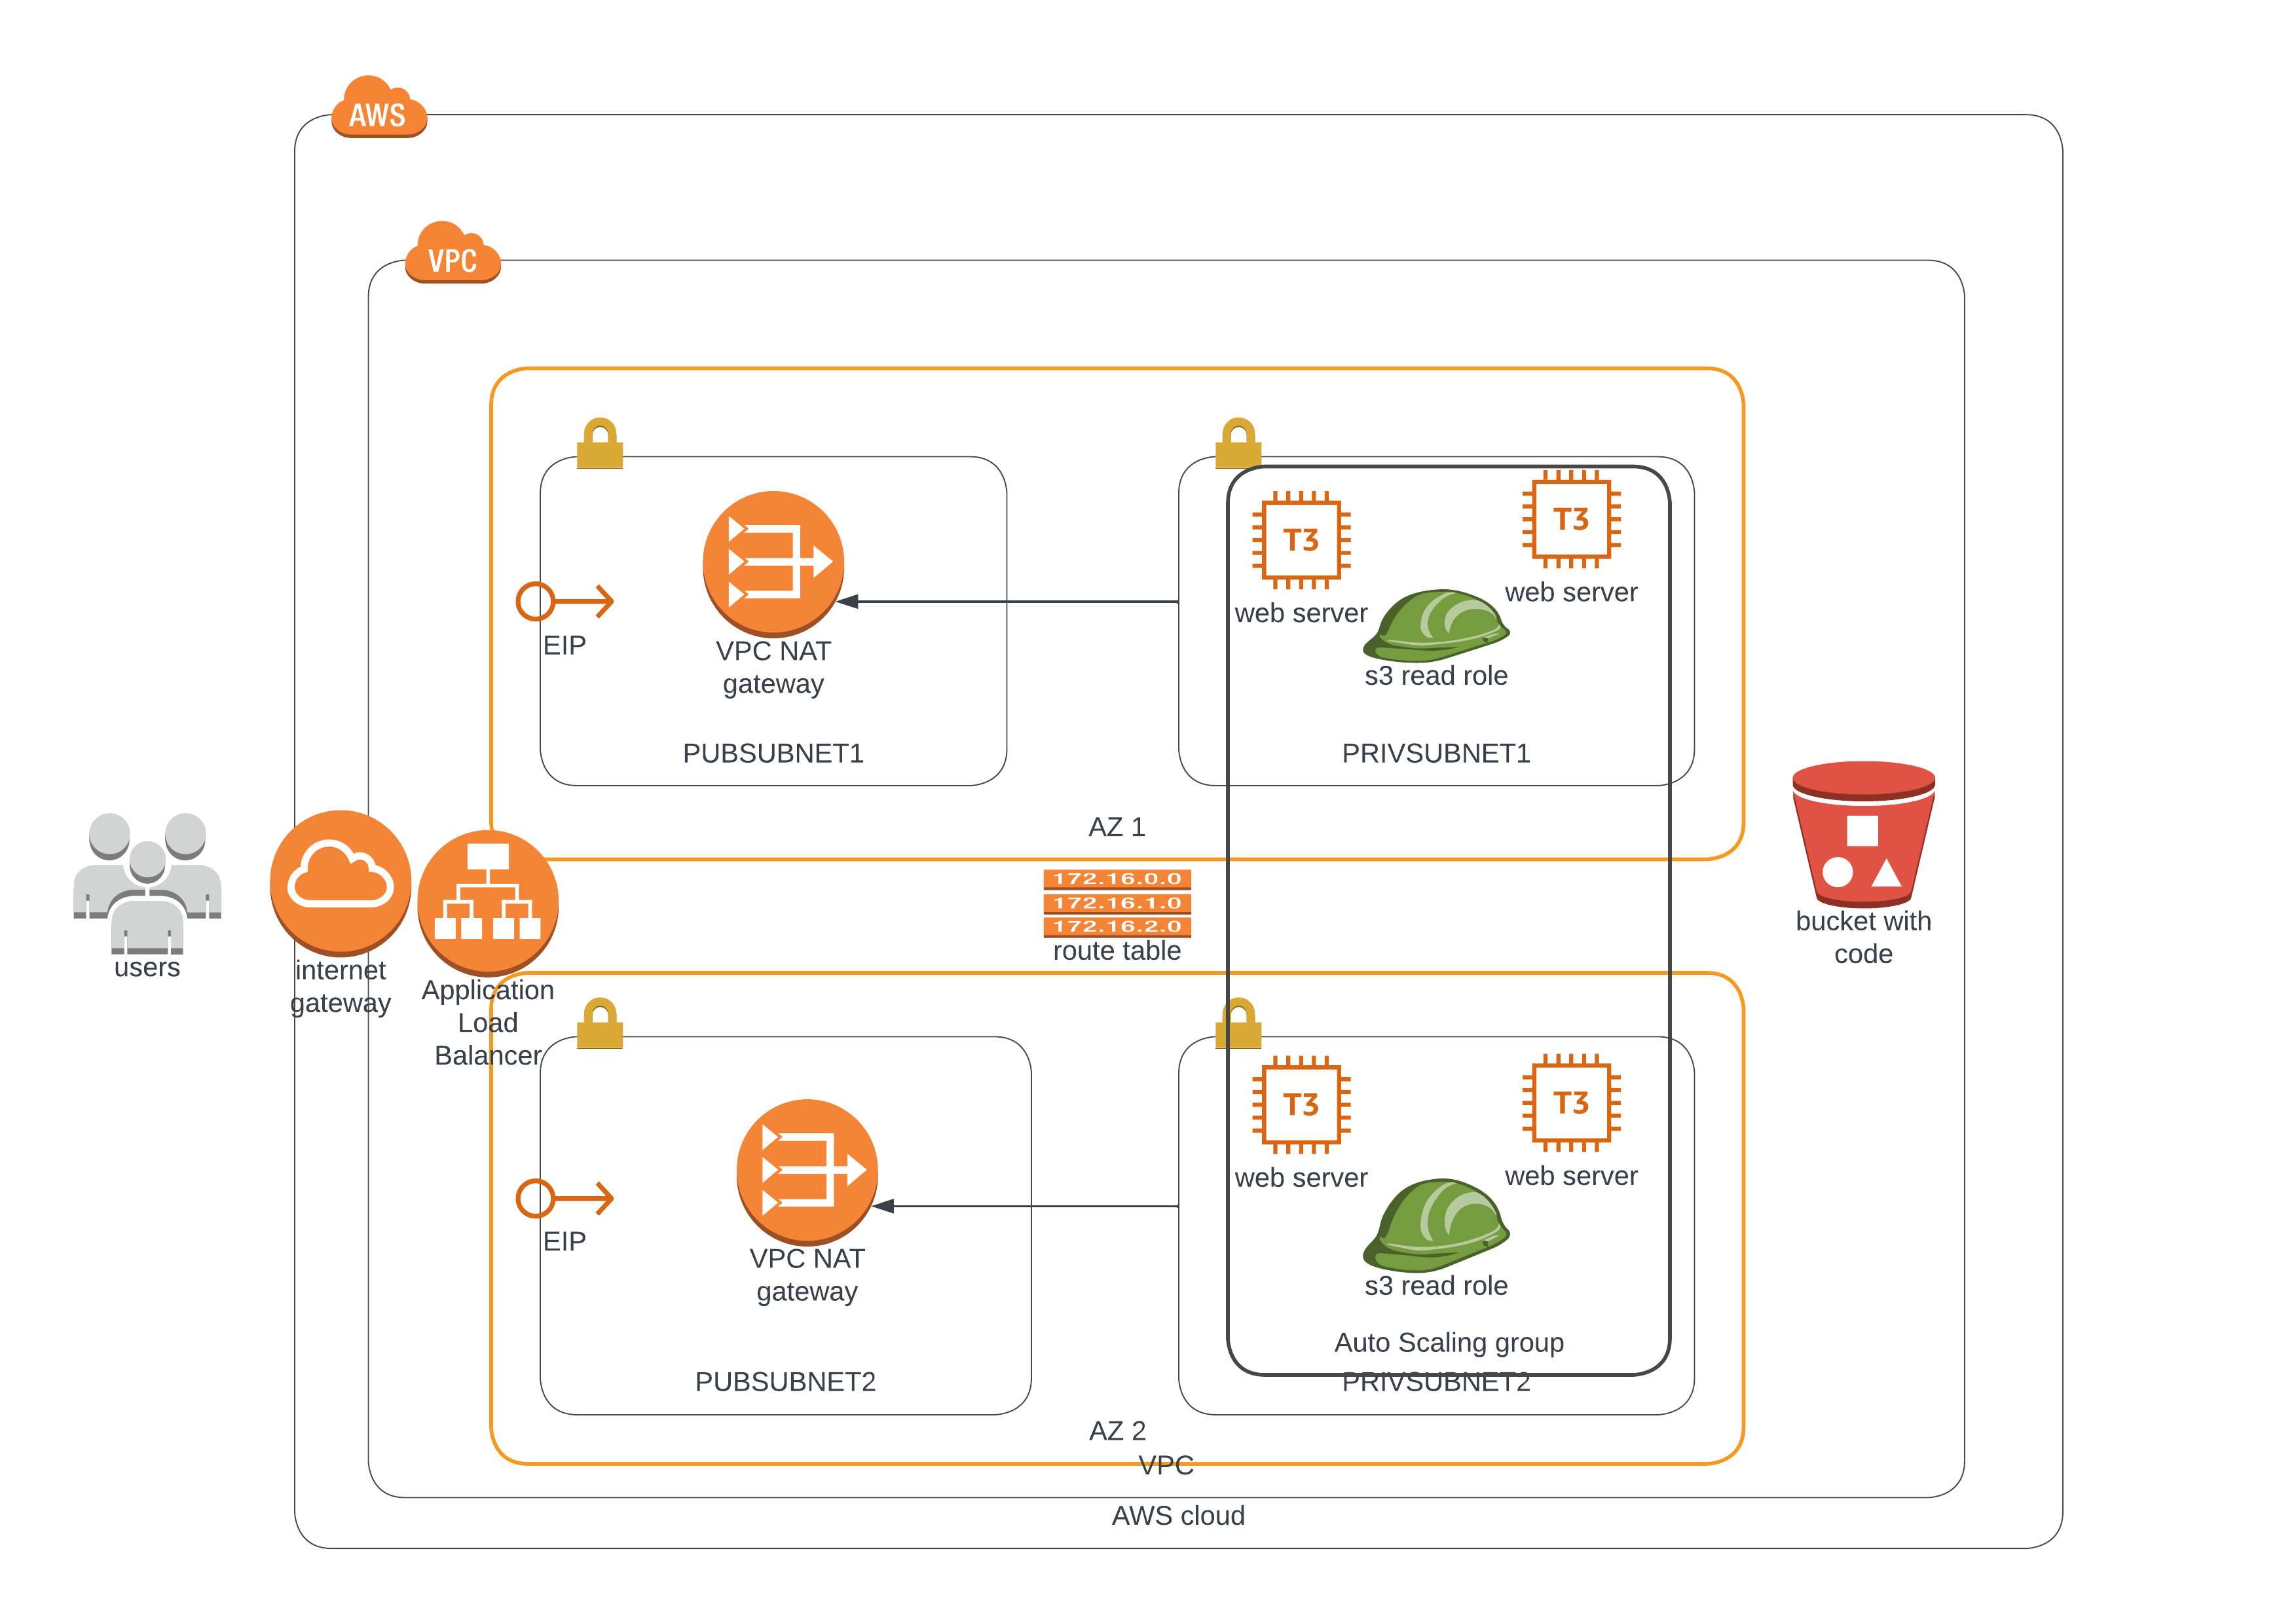 AWS
VPC
T3
T3
web server
web server
EIP
VPC NAT
gateway
s3 read role
PUBSUBNET1
PRIVSUBNET1
AZ 1
172.16.0.0
172.16.1.0
172.16.2.0
route table
users
internet
gateway
Application
Load
Balancer
bucket with
code
T3
T3
web server
web server
EIP
VPC NAT
gateway
s3 read role
Auto Scaling group
PUBSUBNET2
PRIVSUBNET2
AZ 2
VPC
AWS cloud